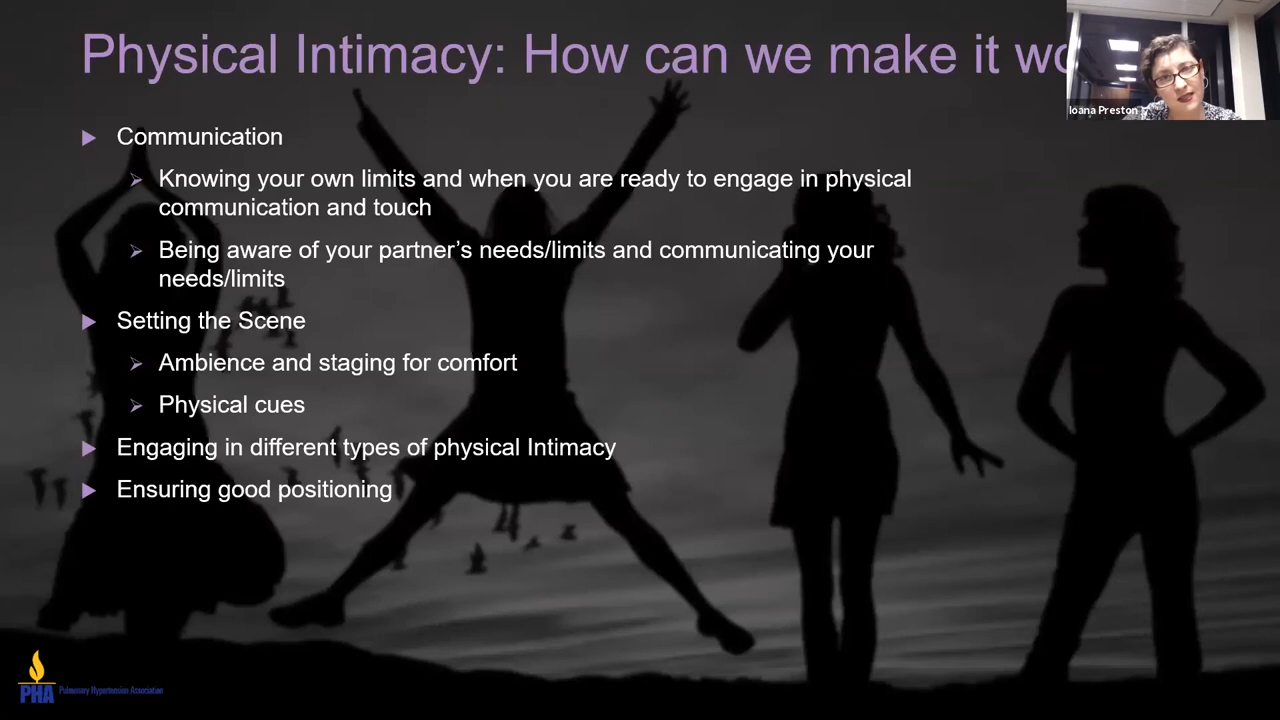 Physical Intimacy: How can we make it wo
Ioana Preston
Communication
Knowing your own limits and when you are ready to engage in physical
communication and touch
Being aware of your partner’s needs/limits and communicating your
needs/limits
Setting the Scene
Ambience and staging for comfort
Physical cues
Engaging in different types of physical Intimacy
Ensuring good positioning
PHA Pulmonary Hypertension Association